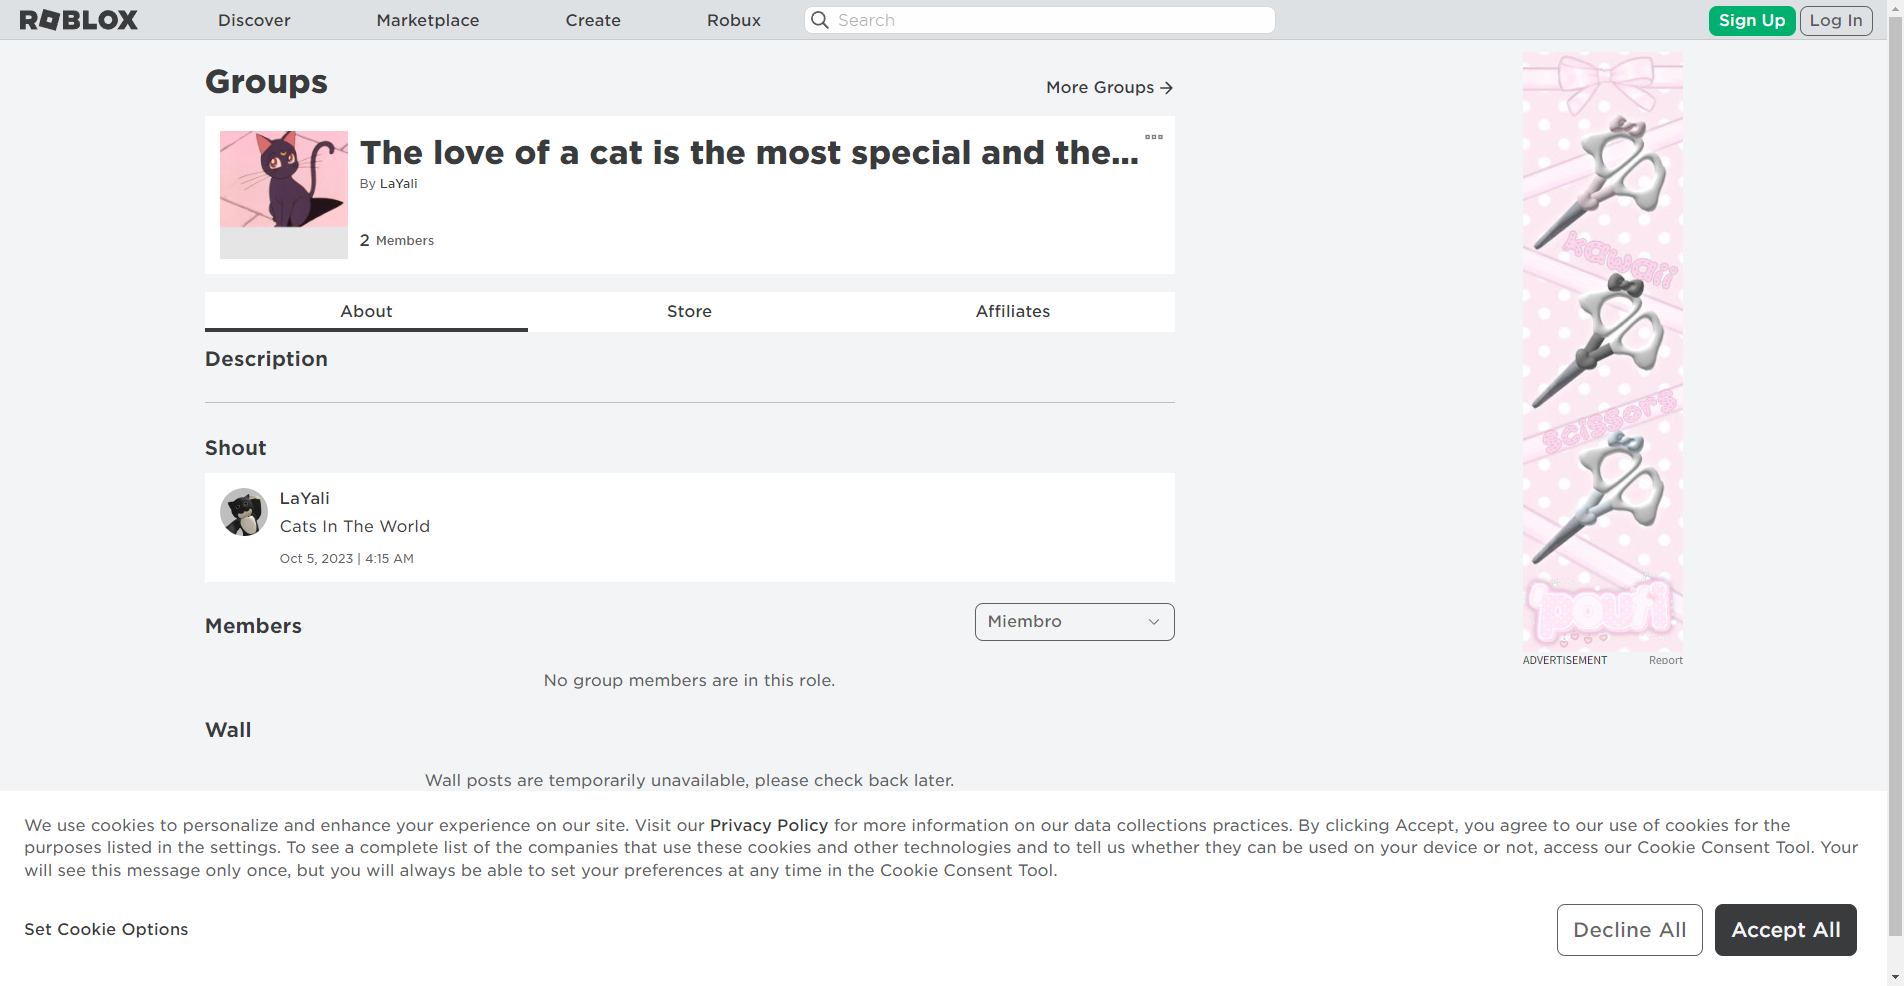 ROBLOX
Discover
Marketplace
Create
Robux
Search
Sign Up
Log In
Groups
More Groups
The love of a cat is the most special and the...
By LaYali
2 Members
About
Store
Affiliates
Description
Shout
LaYali
Cats In The World
Oct 5, 2023 | 4:15 AM
Members
Miembro
No group members are in this role.
Wall
Wall posts are temporarily unavailable, please check back later.
kawaii
scissors
'poufi
ADVERTISEMENT
Report
We use cookies to personalize and enhance your experience on our site. Visit our Privacy Policy for more information on our data collections practices. By clicking Accept, you agree to our use of cookies for the
purposes listed in the settings. To see a complete list of the companies that use these cookies and other technologies and to tell us whether they can be used on your device or not, access our Cookie Consent Tool. Your
will see this message only once, but you will always be able to set your preferences at any time in the Cookie Consent Tool.
Set Cookie Options
Decline All
Accept All